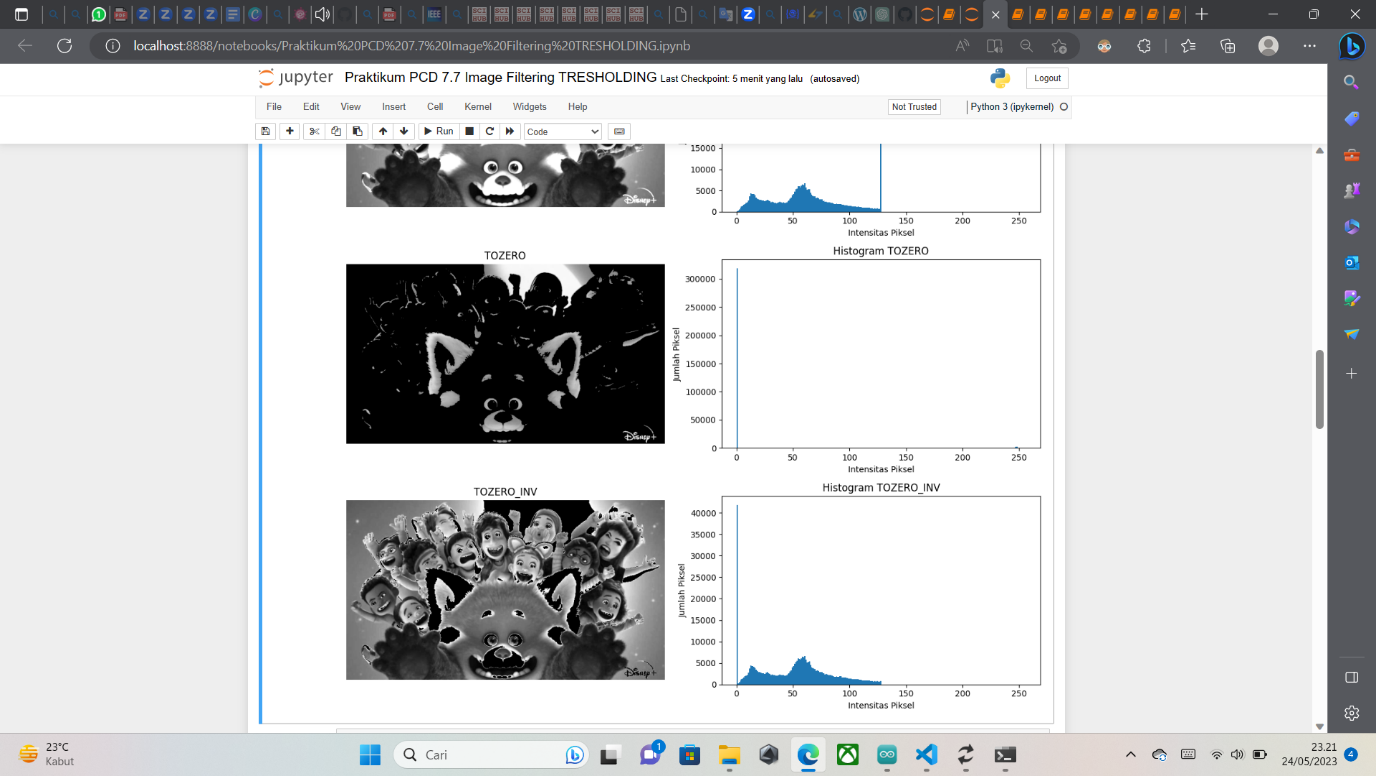 localhost:8888/notebooks/Praktikum%20PCD%207.7%20Image%20Filtering%20TRESHOLDING.ipynb
jupyter Praktikum PCD 7.7 Image Filtering TRESHOLDING Last Checkpoint: 5 menit yang lalu (autosaved) Logout
File Edit View Insert Cell Kernel Widgets Help Not Trusted Python 3 (ipykernel)
Run Code
15000
10000
5000
0
0 50 100 150 200 250
Intensitas Piksel
Disney+
TOZERO
Histogram TOZERO
300000
250000
200000
150000
100000
50000
0
Jumlah Piksel
0 50 100 150 200 250
Intensitas Piksel
Disney+
TOZERO_INV
Histogram TOZERO_INV
40000
35000
30000
25000
20000
15000
10000
5000
0
Jumlah Piksel
0 50 100 150 200 250
Intensitas Piksel
Disney+
23°C
Kabut
Cari
1
23.21
24/05/2023
4